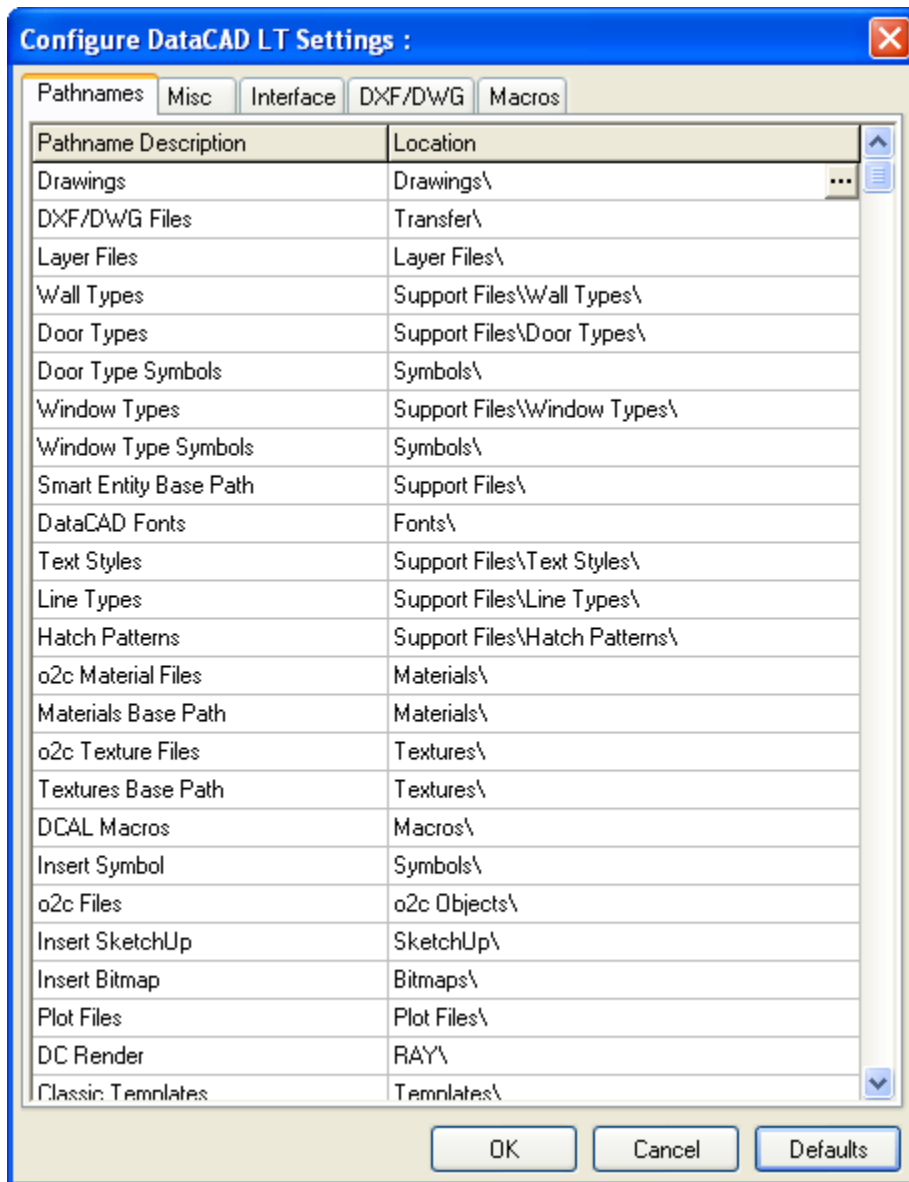 Configure DataCAD LT Settings :
Pathnames Misc Interface DXF/DWG Macros
Pathname Description Location
Drawings Drawings\ ...
DXF/DWG Files Transfer\
Layer Files Layer Files\
Wall Types Support Files\Wall Types\
Door Types Support Files\Door Types\
Door Type Symbols Symbols\
Window Types Support Files\Window Types\
Window Type Symbols Symbols\
Smart Entity Base Path Support Files\
DataCAD Fonts Fonts\
Text Styles Support Files\Text Styles\
Line Types Support Files\Line Types\
Hatch Patterns Support Files\Hatch Patterns\
o2c Material Files Materials\
Materials Base Path Materials\
o2c Texture Files Textures\
Textures Base Path Textures\
DCAL Macros Macros\
Insert Symbol Symbols\
o2c Files o2c Objects\
Insert SketchUp SketchUp\
Insert Bitmap Bitmaps\
Plot Files Plot Files\
DC Render RAY\
Classic Templates Templates\
OK Cancel Defaults